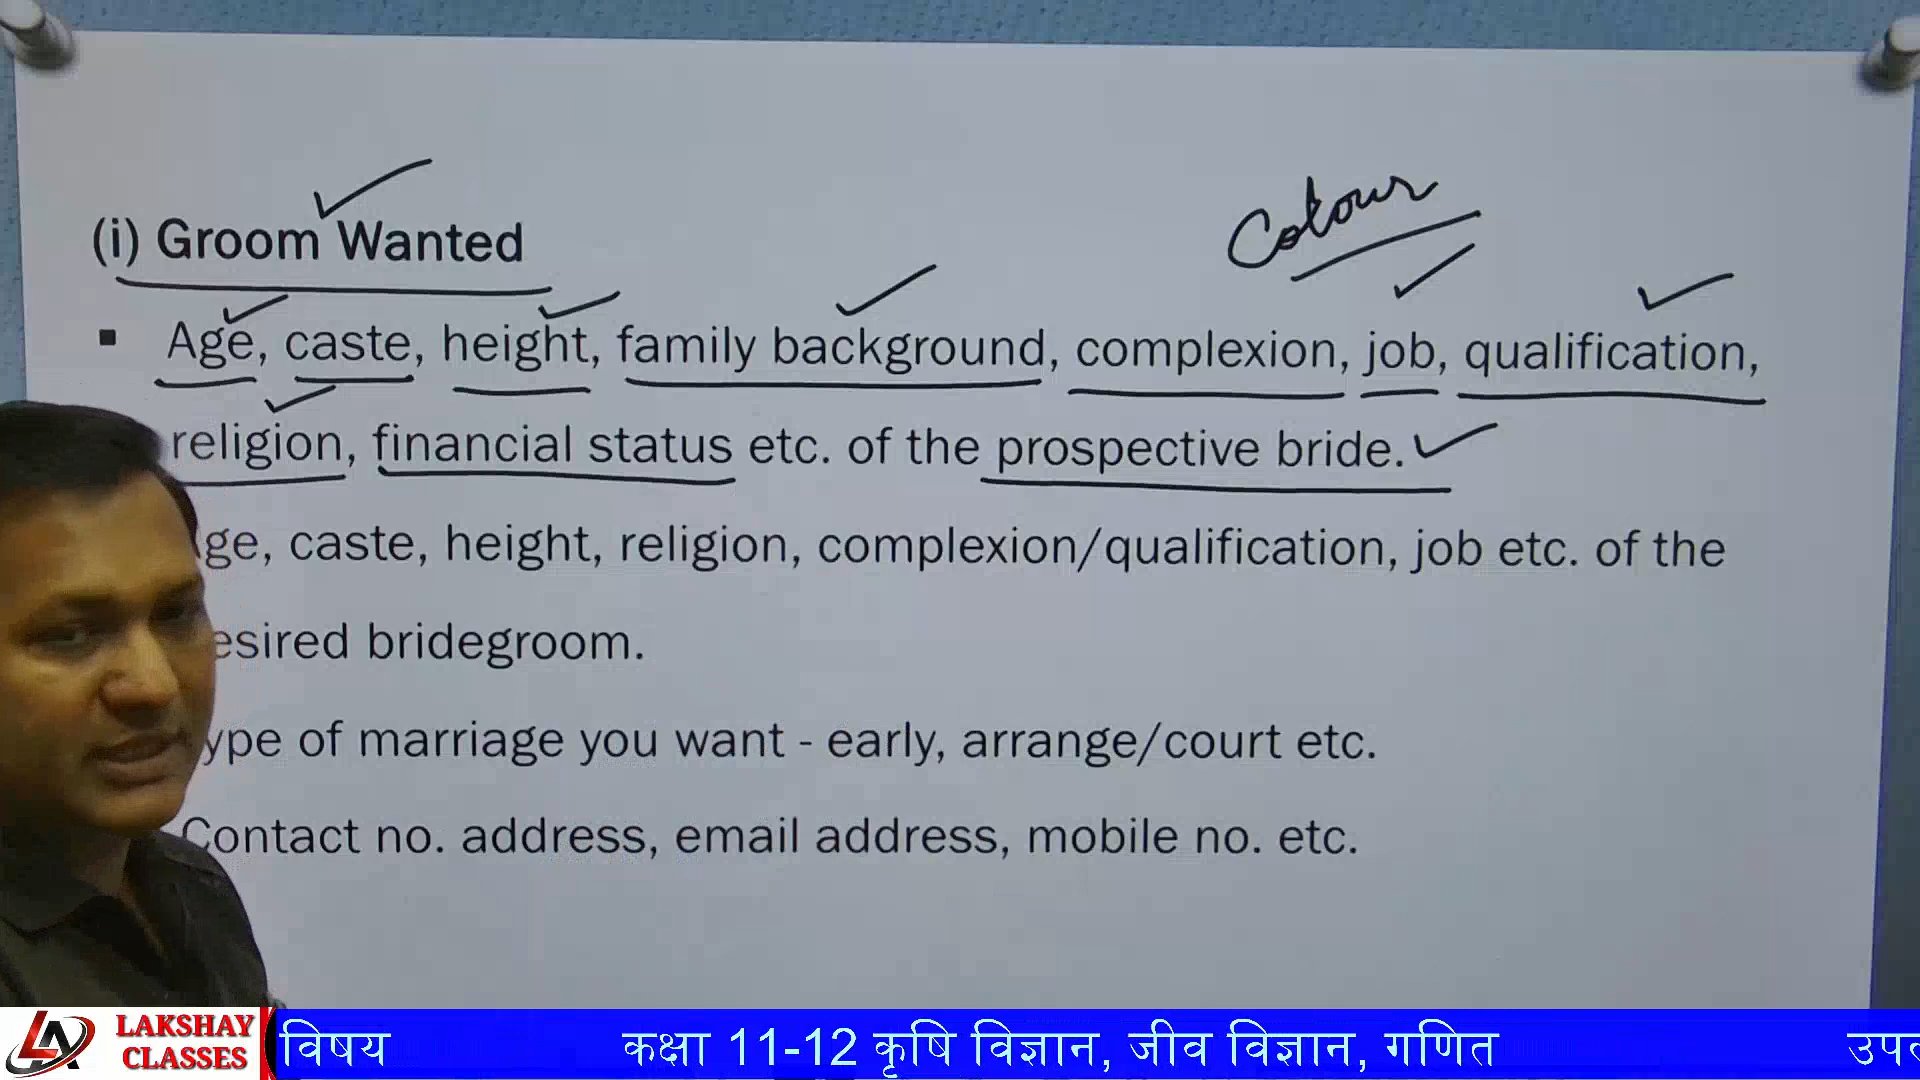 Colour
(i) Groom Wanted
▪ Age, caste, height, family background, complexion, job, qualification,
religion, financial status etc. of the prospective bride.
ge, caste, height, religion, complexion/qualification, job etc. of the
esired bridegroom.
ype of marriage you want - early, arrange/court etc.
Contact no. address, email address, mobile no. etc.
LAKSHAY
CLASSES
विषय कक्षा 11-12 कृषि विज्ञान, जीव विज्ञान, गणित